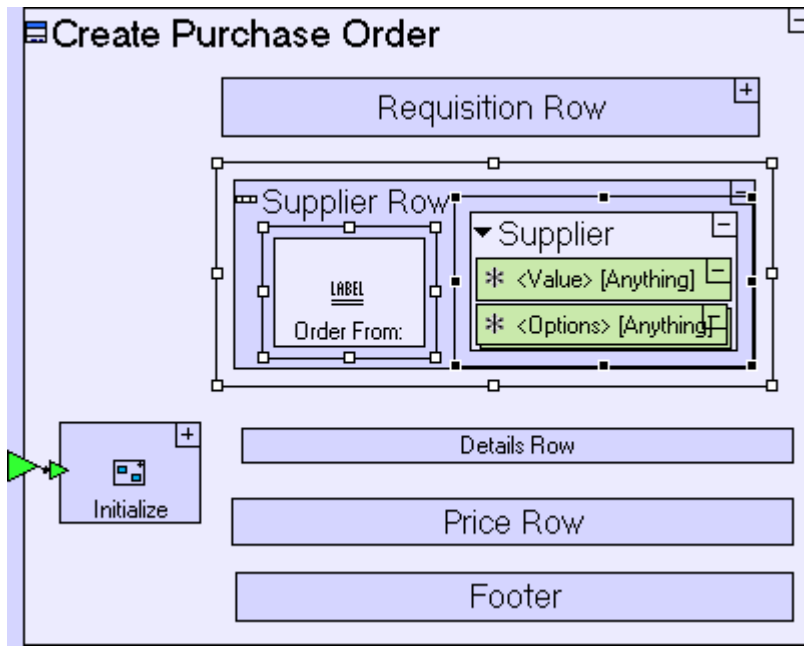 Create Purchase Order
Requisition Row
Supplier Row
Supplier
* <Value> [Anything]
* <Options> [Anything]
LABEL
Order From:
Initialize
Details Row
Price Row
Footer